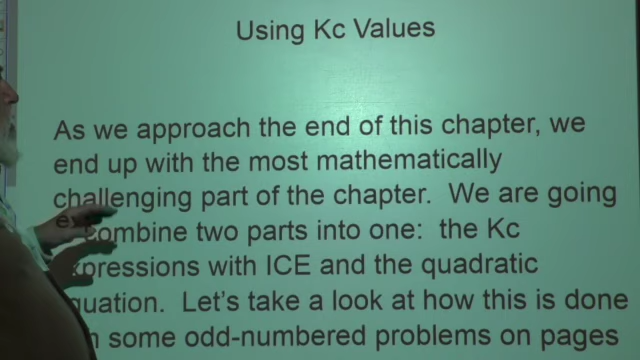 Using Kc Values
As we approach the end of this chapter, we
end up with the most mathematically
challenging part of the chapter. We are going
combine two parts into one: the Kc
expressions with ICE and the quadratic
equation. Let's take a look at how this is done
some odd-numbered problems on pages